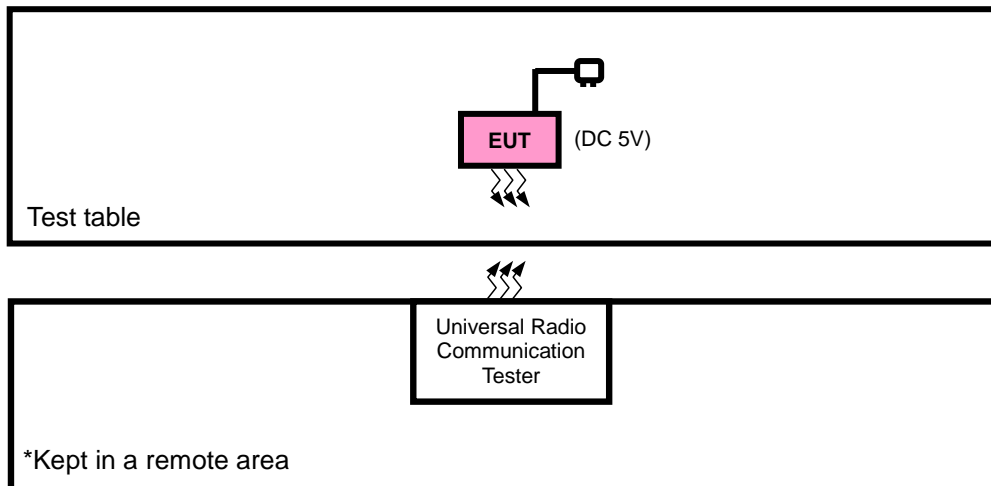 EUT
(DC 5V)
Test table
Universal Radio
Communication
Tester
*Kept in a remote area